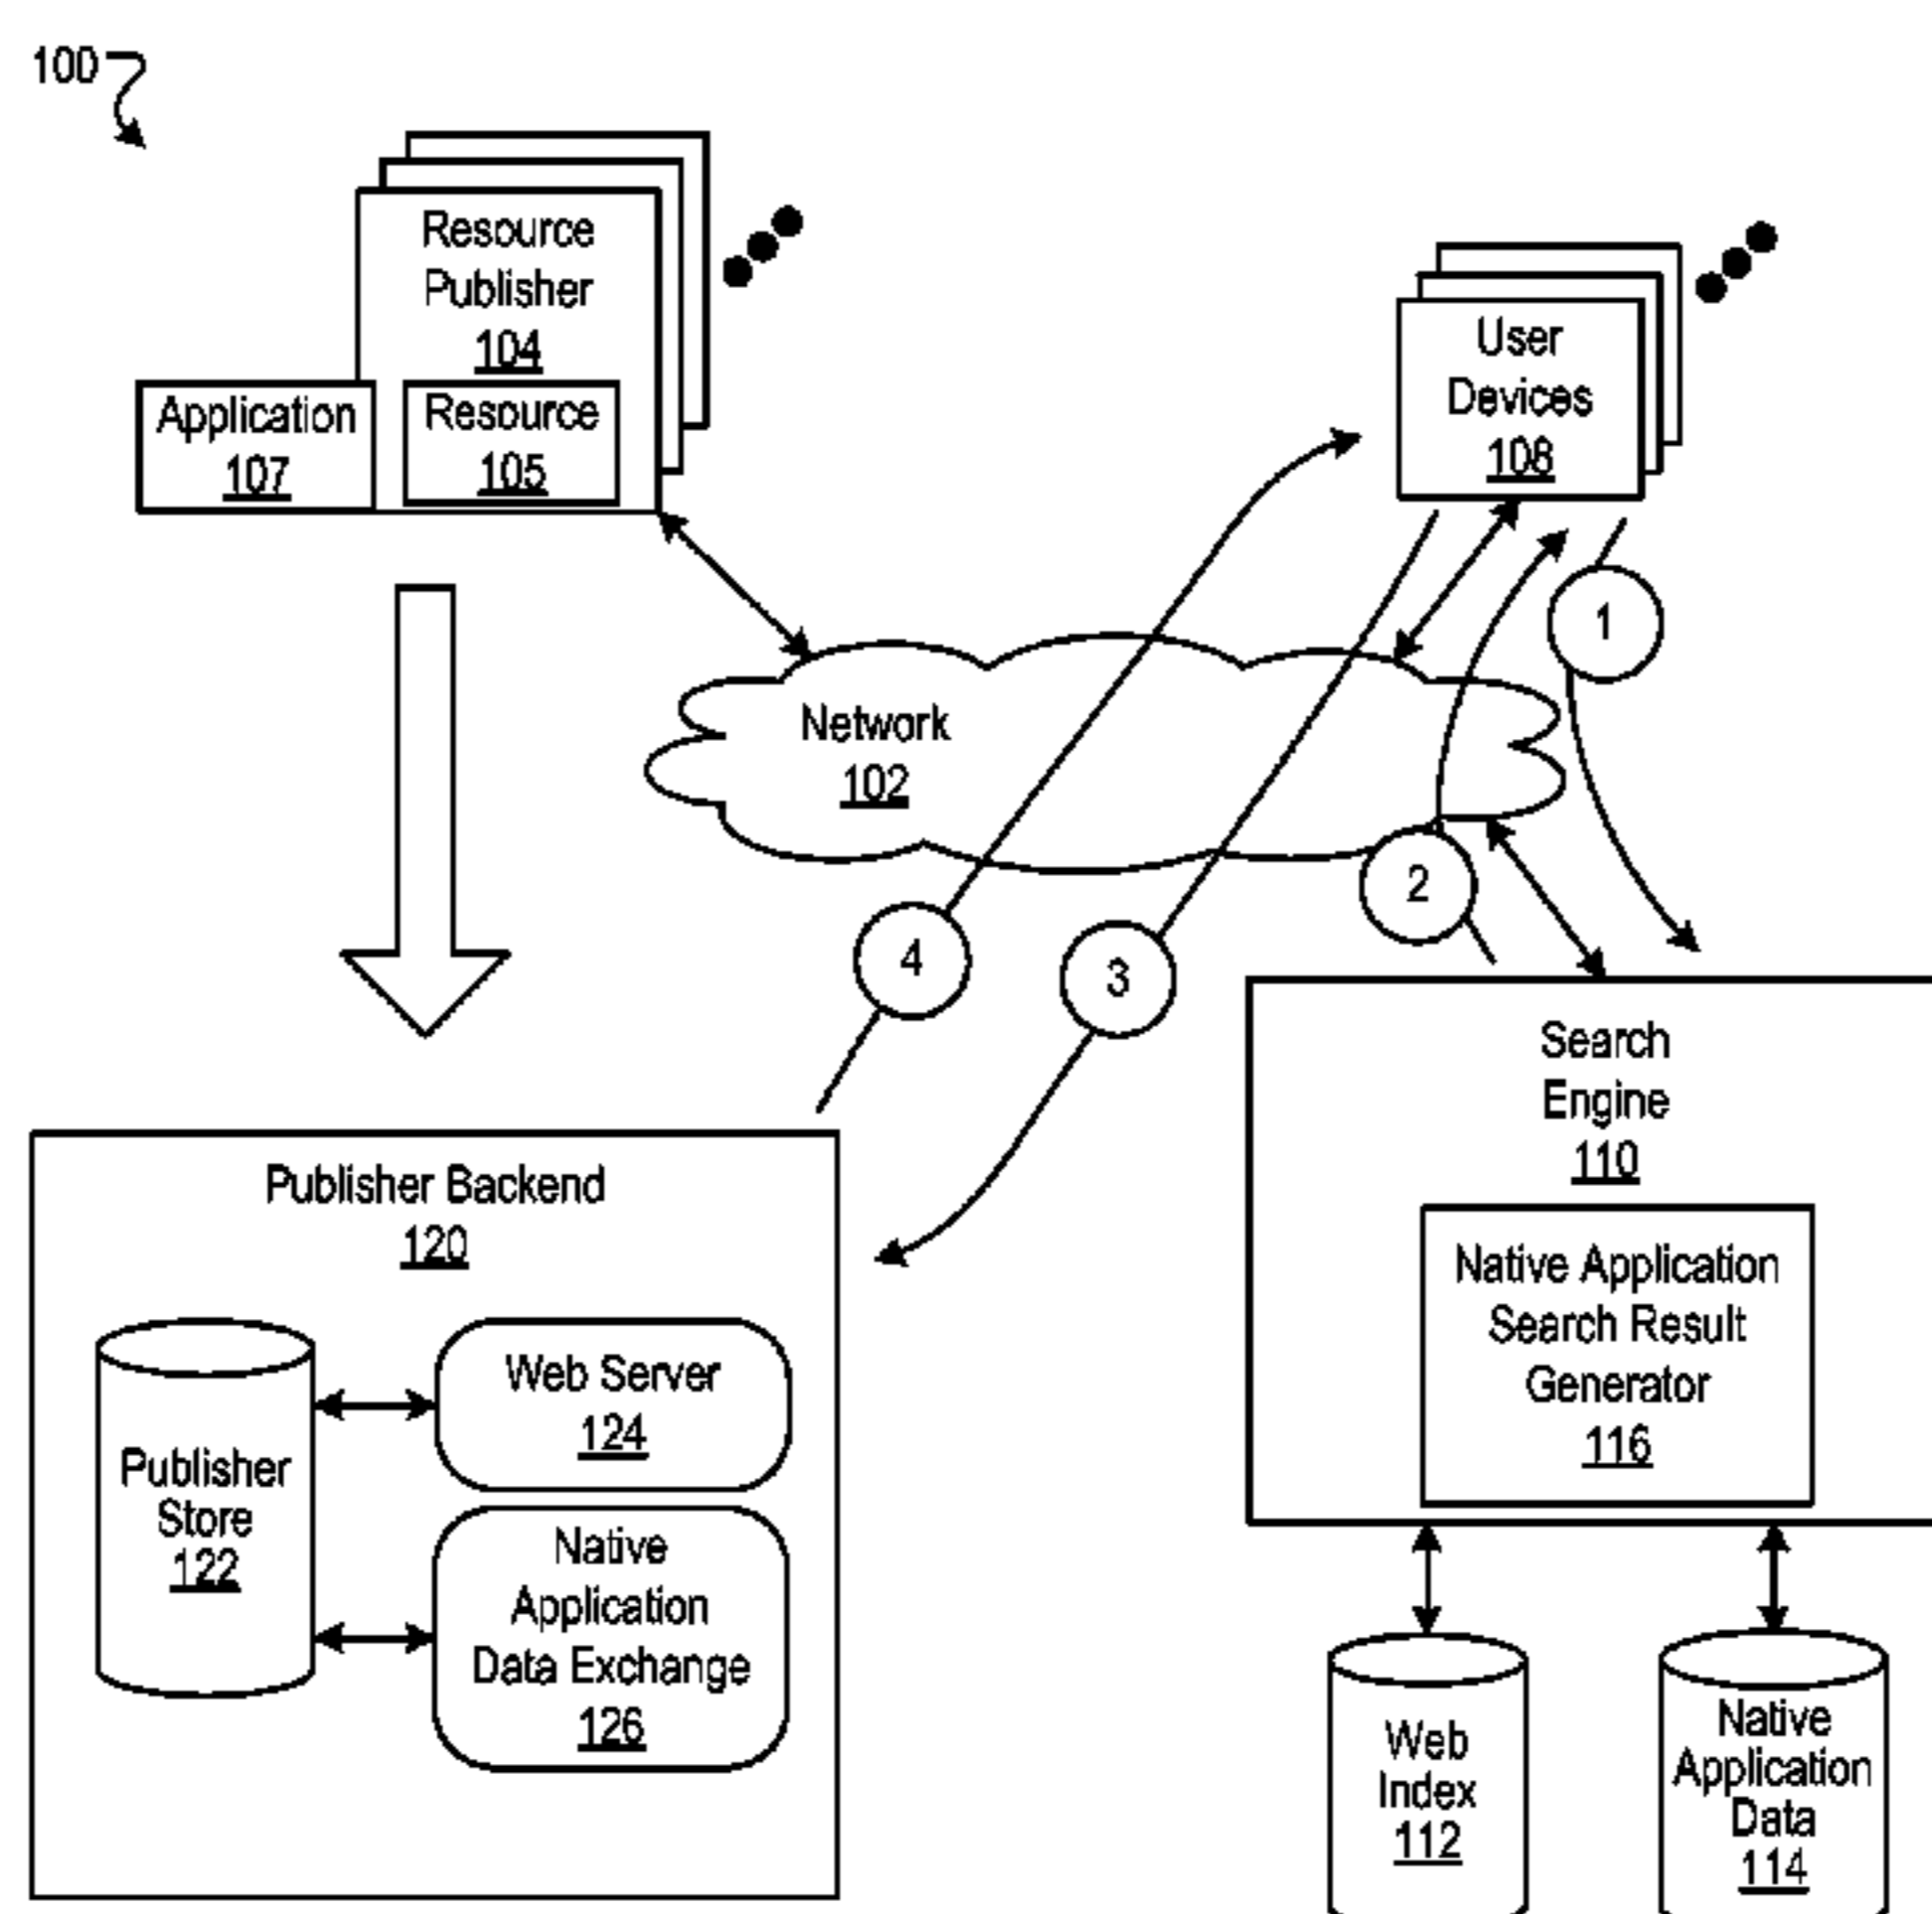 100
Resource
Publisher
104
Application
107
Resource
105
User
Devices
108
1
Network
102
2
4
3
Search
Engine
110
Native Application
Search Result
Generator
116
Publisher Backend
120
Publisher
Store
122
Web Server
124
Native
Application
Data Exchange
126
Web
Index
112
Native
Application
Data
114